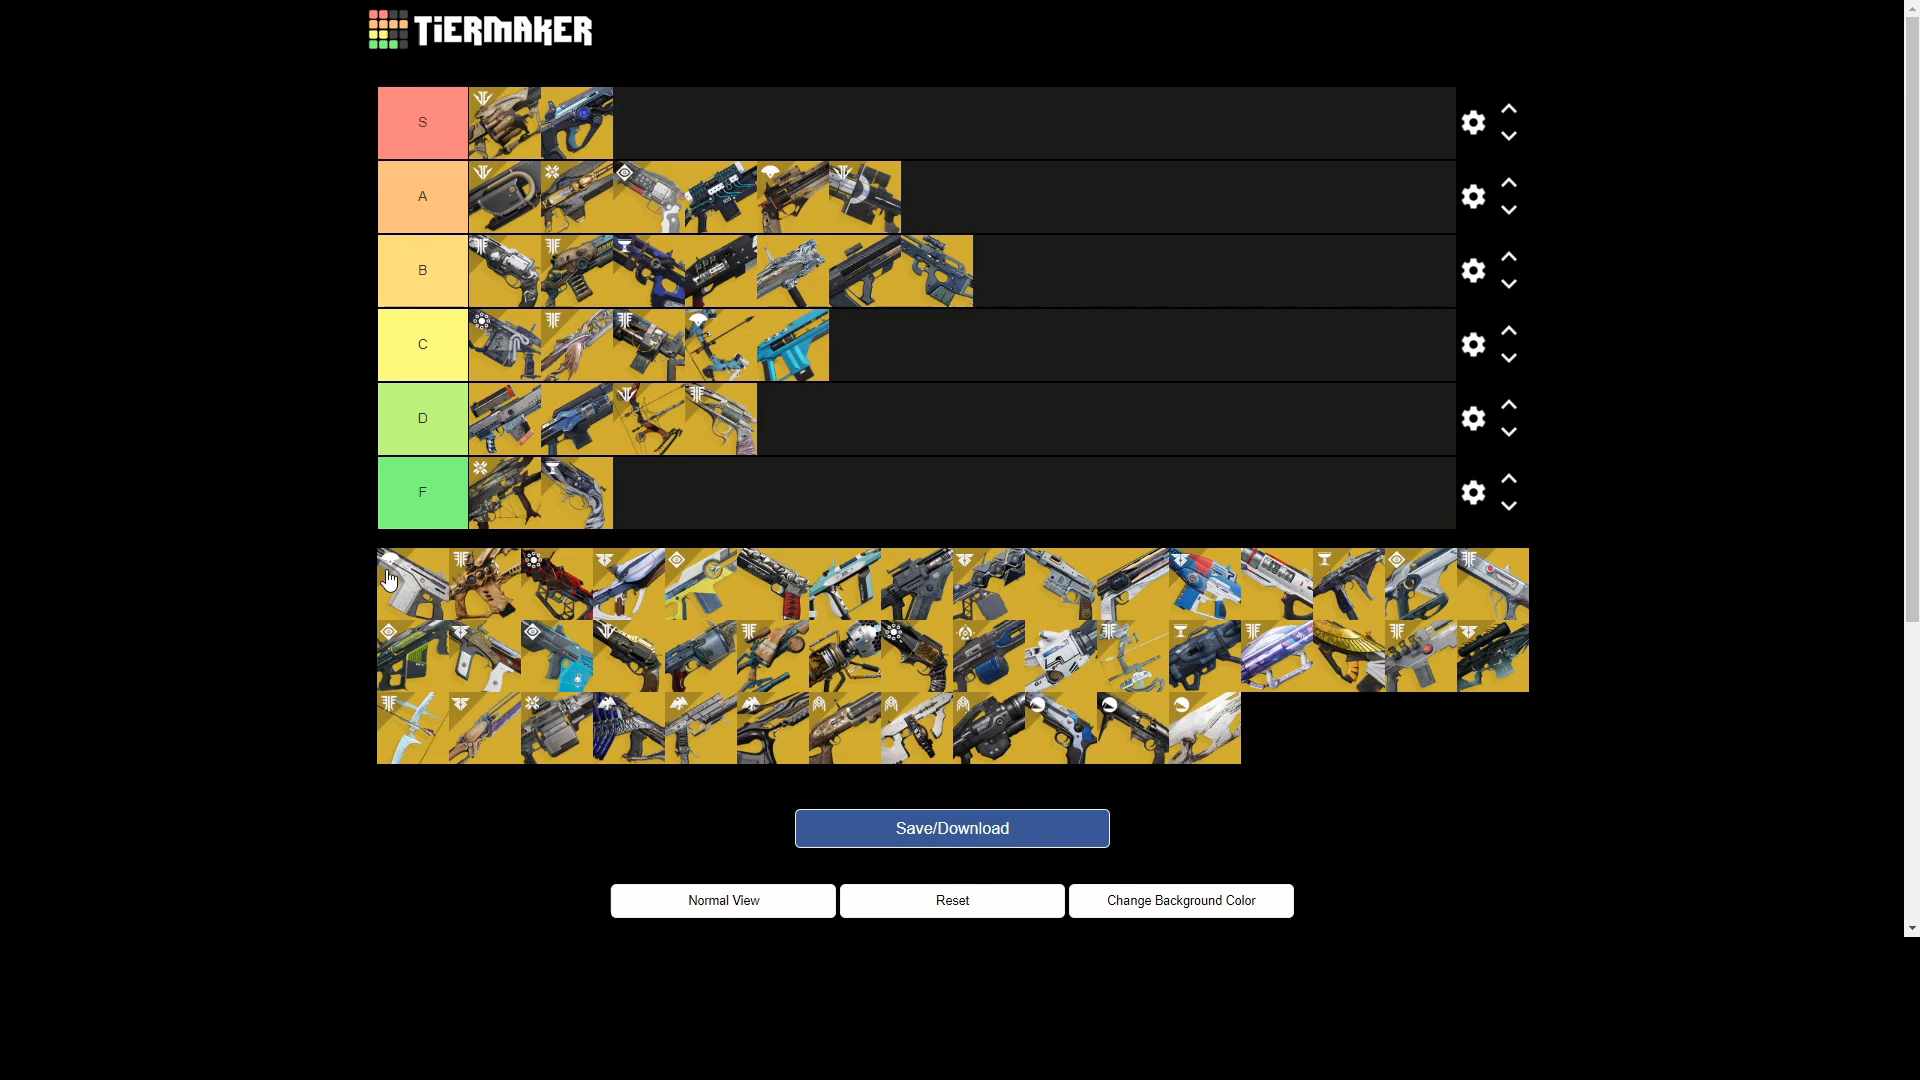 TiERMAKER
S
A
B
C
D
F
Save/Download
Normal View
Reset
Change Background Color